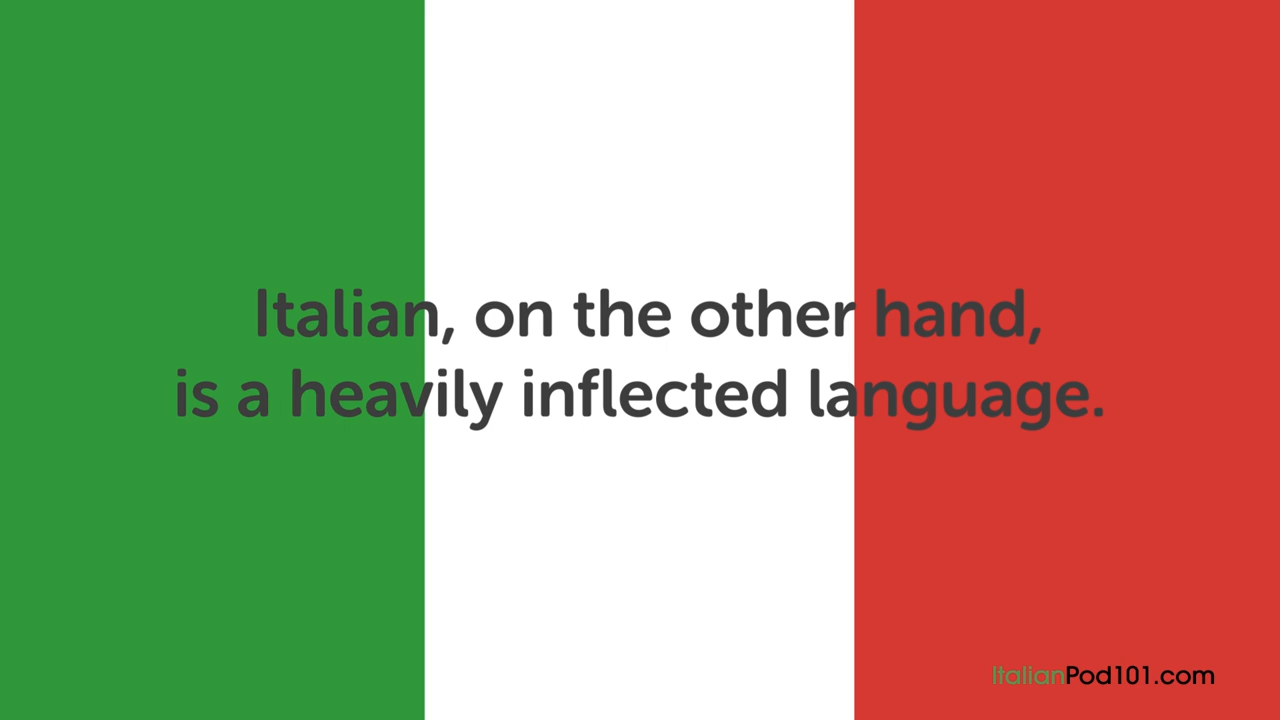 Italian, on the other hand,
is a heavily inflected language.
ItalianPod101.com